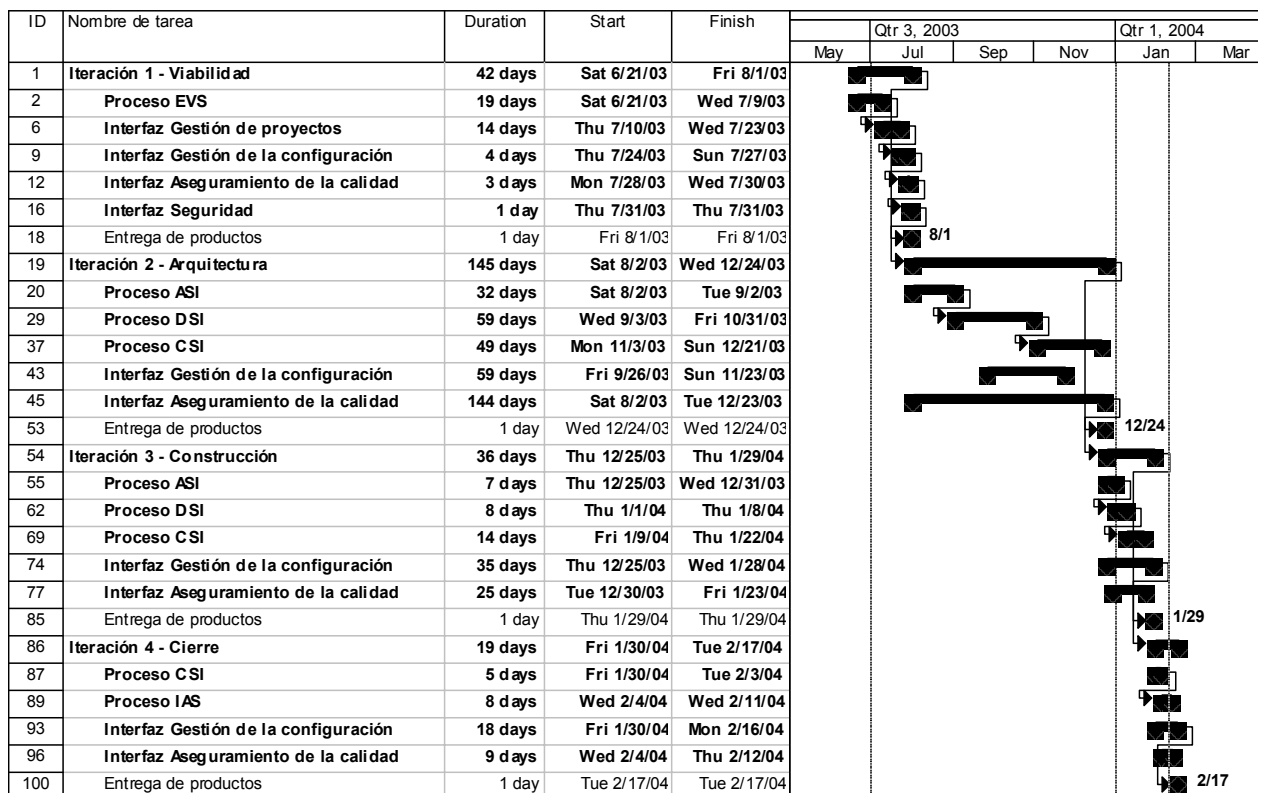 ID Nombre de tarea Duration Start Finish
Qtr 3, 2003 Qtr 1, 2004
May Jul Sep Nov Jan Mar
1 Iteración 1 - Viabilidad 42 days Sat 6/21/03 Fri 8/1/03
2 Proceso EVS 19 days Sat 6/21/03 Wed 7/9/03
6 Interfaz Gestión de proyectos 14 days Thu 7/10/03 Wed 7/23/03
9 Interfaz Gestión de la configuración 4 days Thu 7/24/03 Sun 7/27/03
12 Interfaz Aseguramiento de la calidad 3 days Mon 7/28/03 Wed 7/30/03
16 Interfaz Seguridad 1 day Thu 7/31/03 Thu 7/31/03
18 Entrega de productos 1 day Fri 8/1/03 Fri 8/1/03 8/1
19 Iteración 2 - Arquitectura 145 days Sat 8/2/03 Wed 12/24/03
20 Proceso ASI 32 days Sat 8/2/03 Tue 9/2/03
29 Proceso DSI 59 days Wed 9/3/03 Fri 10/31/03
37 Proceso CSI 49 days Mon 11/3/03 Sun 12/21/03
43 Interfaz Gestión de la configuración 59 days Fri 9/26/03 Sun 11/23/03
45 Interfaz Aseguramiento de la calidad 144 days Sat 8/2/03 Tue 12/23/03
53 Entrega de productos 1 day Wed 12/24/03 Wed 12/24/03 12/24
54 Iteración 3 - Construcción 36 days Thu 12/25/03 Thu 1/29/04
55 Proceso ASI 7 days Thu 12/25/03 Wed 12/31/03
62 Proceso DSI 8 days Thu 1/1/04 Thu 1/8/04
69 Proceso CSI 14 days Fri 1/9/04 Thu 1/22/04
74 Interfaz Gestión de la configuración 35 days Thu 12/25/03 Wed 1/28/04
77 Interfaz Aseguramiento de la calidad 25 days Tue 12/30/03 Fri 1/23/04
85 Entrega de productos 1 day Thu 1/29/04 Thu 1/29/04 1/29
86 Iteración 4 - Cierre 19 days Fri 1/30/04 Tue 2/17/04
87 Proceso CSI 5 days Fri 1/30/04 Tue 2/3/04
89 Proceso IAS 8 days Wed 2/4/04 Wed 2/11/04
93 Interfaz Gestión de la configuración 18 days Fri 1/30/04 Mon 2/16/04
96 Interfaz Aseguramiento de la calidad 9 days Wed 2/4/04 Thu 2/12/04
100 Entrega de productos 1 day Tue 2/17/04 Tue 2/17/04 2/17